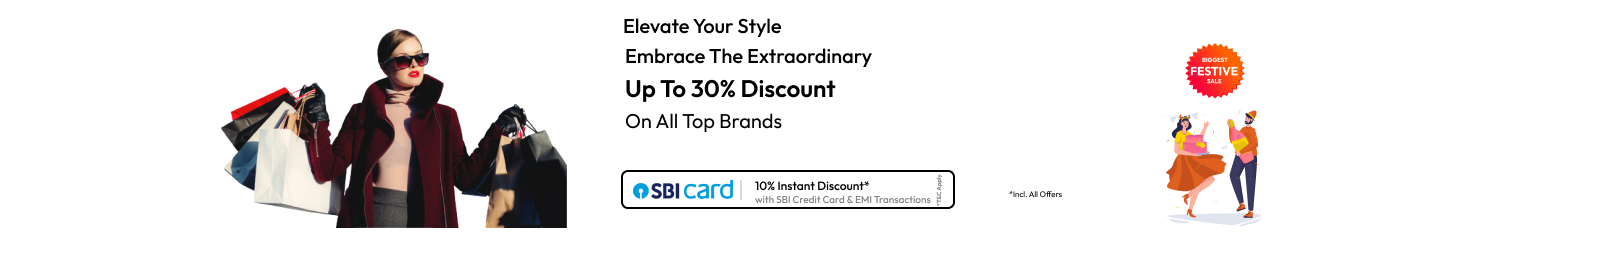 Elevate Your Style
Embrace The Extraordinary
Up To 30% Discount
On All Top Brands
SBI card
10% Instant Discount*
with SBI Credit Card & EMI Transactions
*T&C Apply
*Incl. All Offers
BIGGEST
FESTIVE
SALE